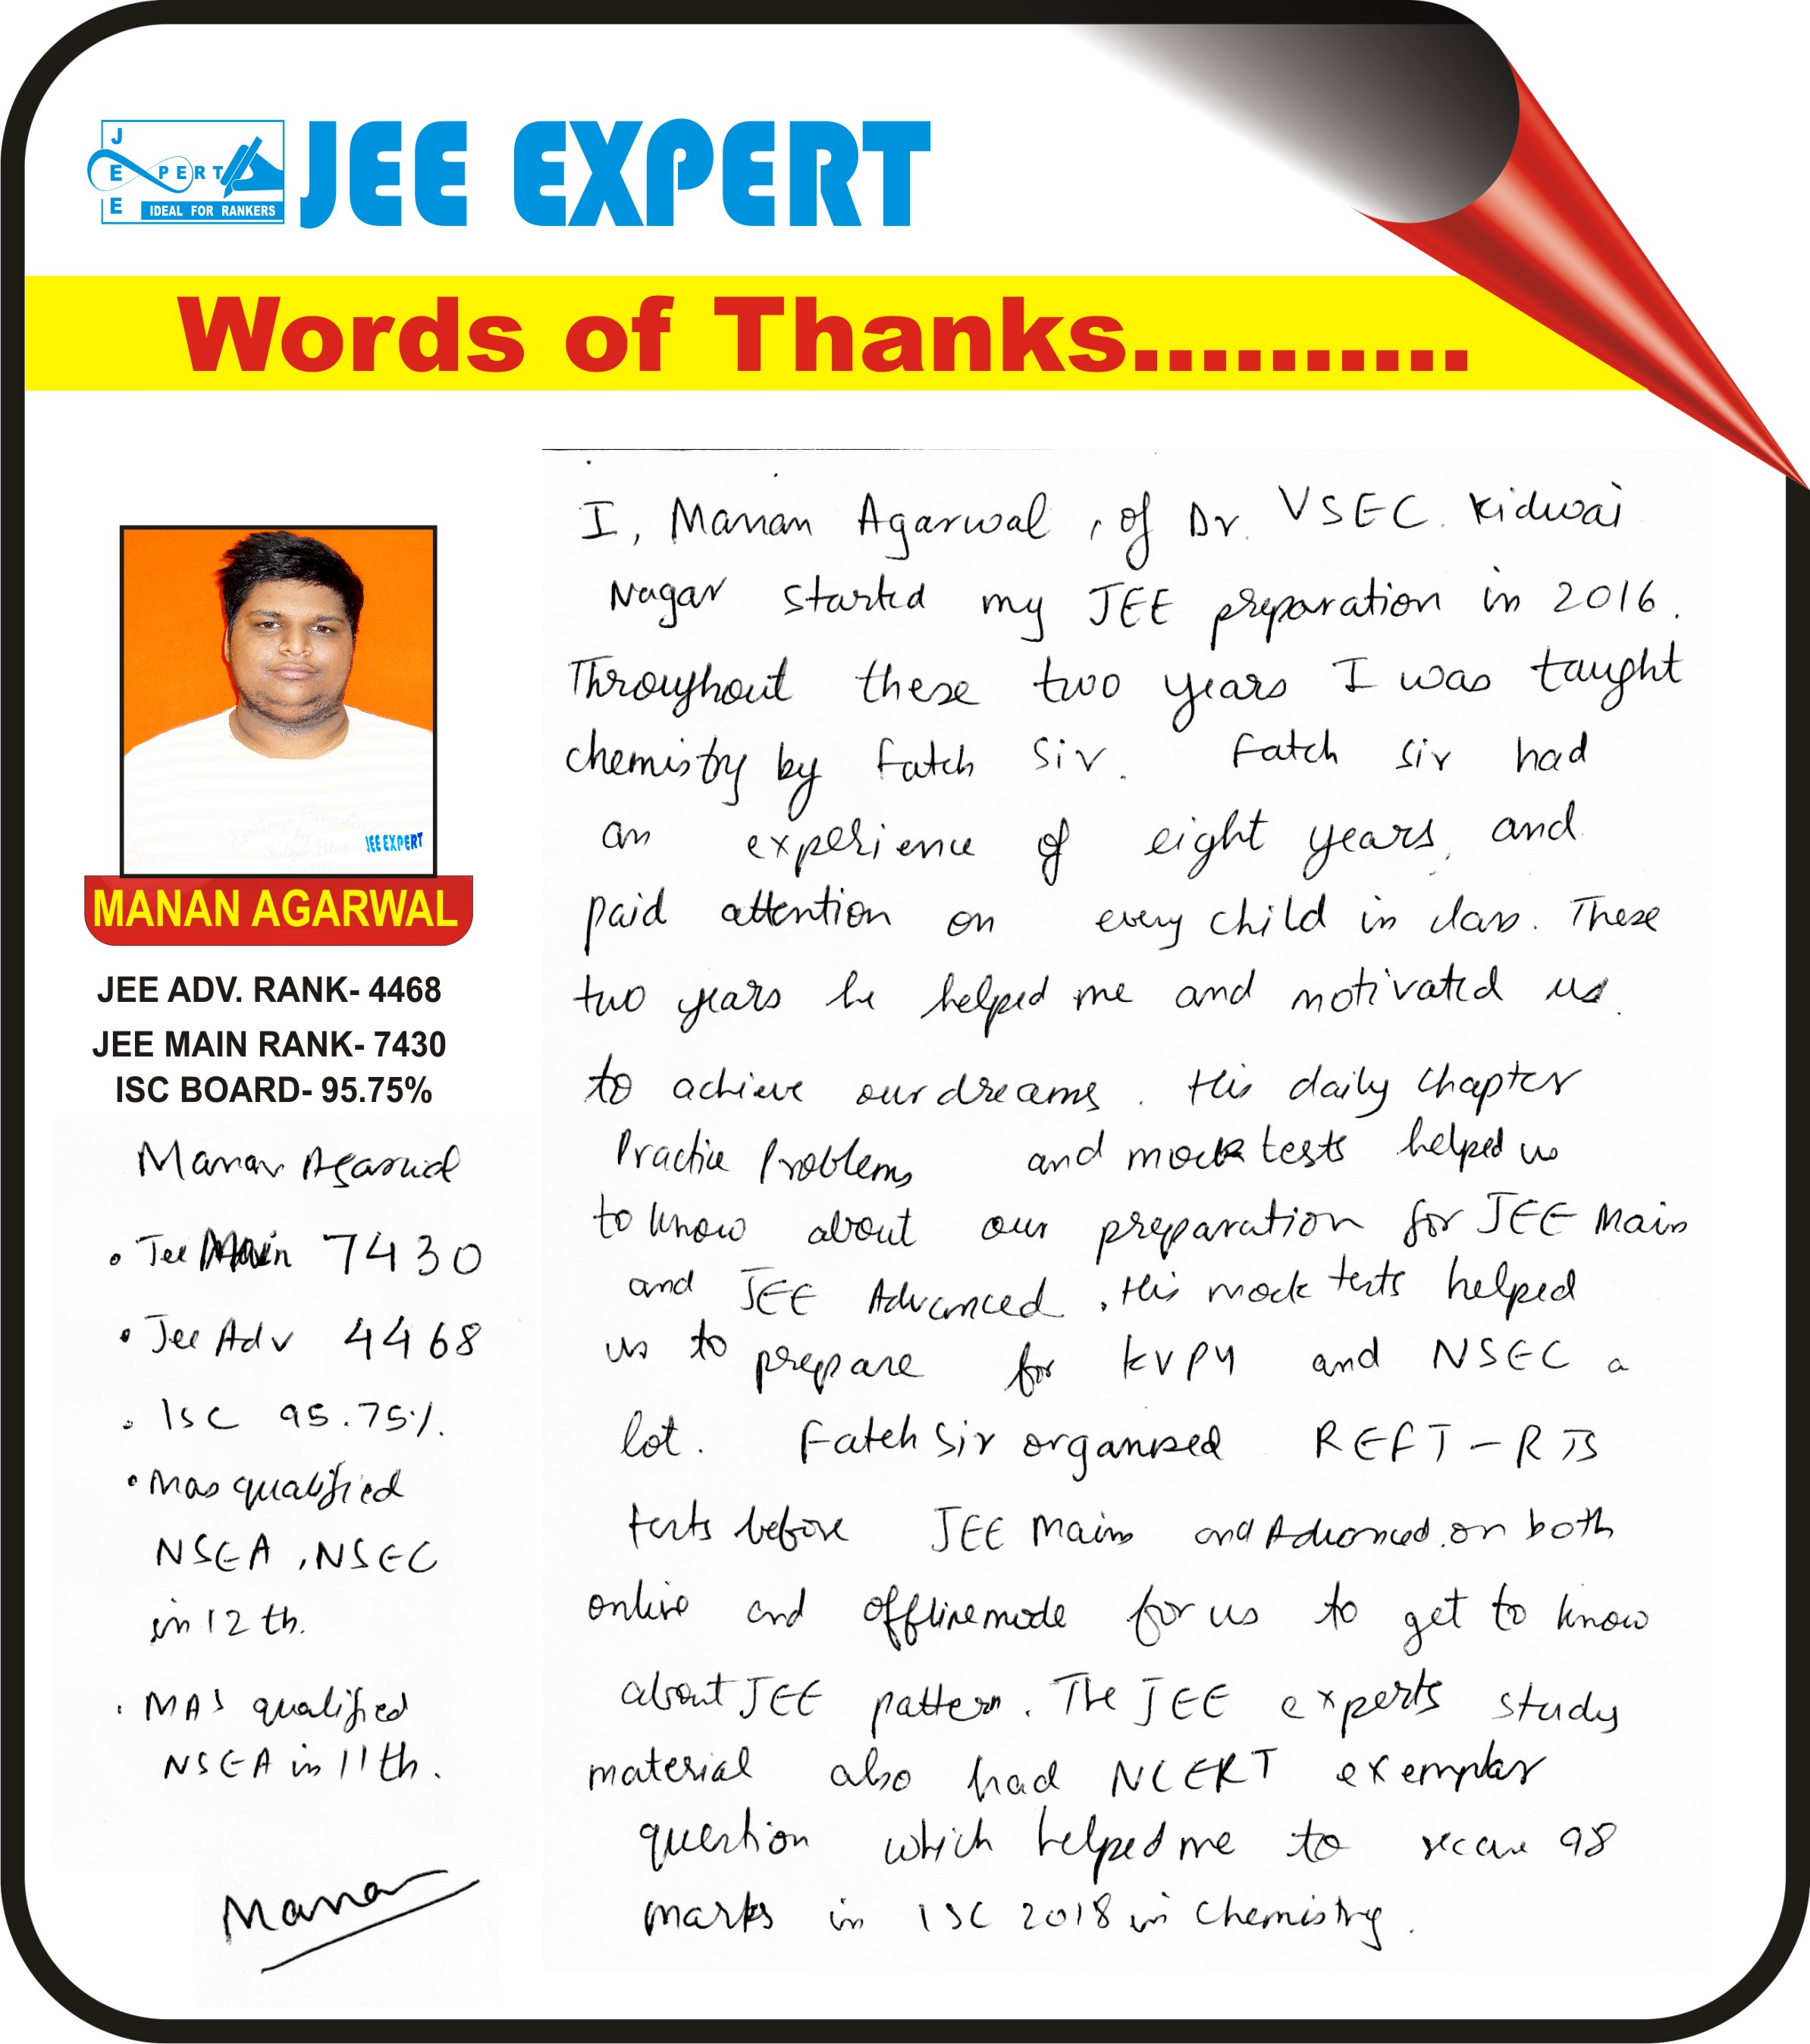 JEE EXPERT
IDEAL FOR RANKERS
JEE EXPERT
Words of Thanks..........
JEE EXPERT
MANAN AGARWAL
JEE ADV. RANK- 4468
JEE MAIN RANK- 7430
ISC BOARD- 95.75%
Manan Agarwal
• Jee Main 7430
• Jee Adv 4468
• ISC 95.75%.
• Mas qualified
NSEA, NSEC
in 12 th.
• MAS qualified
NSEA in 11th.
Manan
I, Manan Agarwal, of Dr. VSEC. Kidwai
Nagar started my JEE preparation in 2016.
Throughout these two years I was taught
chemistry by Fateh Sir. Fateh Sir had
an experience of eight years, and
paid attention on every child in class. These
two years he helped me and motivated us.
to achieve our dreams. His daily Chapter
Practice Problems and mock tests helped us
to know about our preparation for JEE Main
and JEE Advanced. His mock tests helped
us to prepare for KVPY and NSEC a
lot. Fateh Sir organised REFT-RTS
tests before JEE Mains and Advanced. on both
online and offline mode for us to get to know
about JEE pattern. The JEE experts study
material also had NCERT exemplar
question which helped me to secure 98
marks in ISC 2018 in Chemistry.